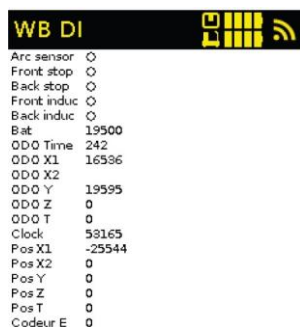 WB DI
Arc sensor O
Front stop O
Back stop O
Front induc O
Back induc O
Bat 19500
ODO Time 242
ODO X1 16536
ODO X2
ODO Y 19595
ODO Z 0
ODO T 0
Clock 53165
Pos X1 -25544
Pos X2 0
Pos Y 0
Pos Z 0
Pos T 0
Codeur E 0